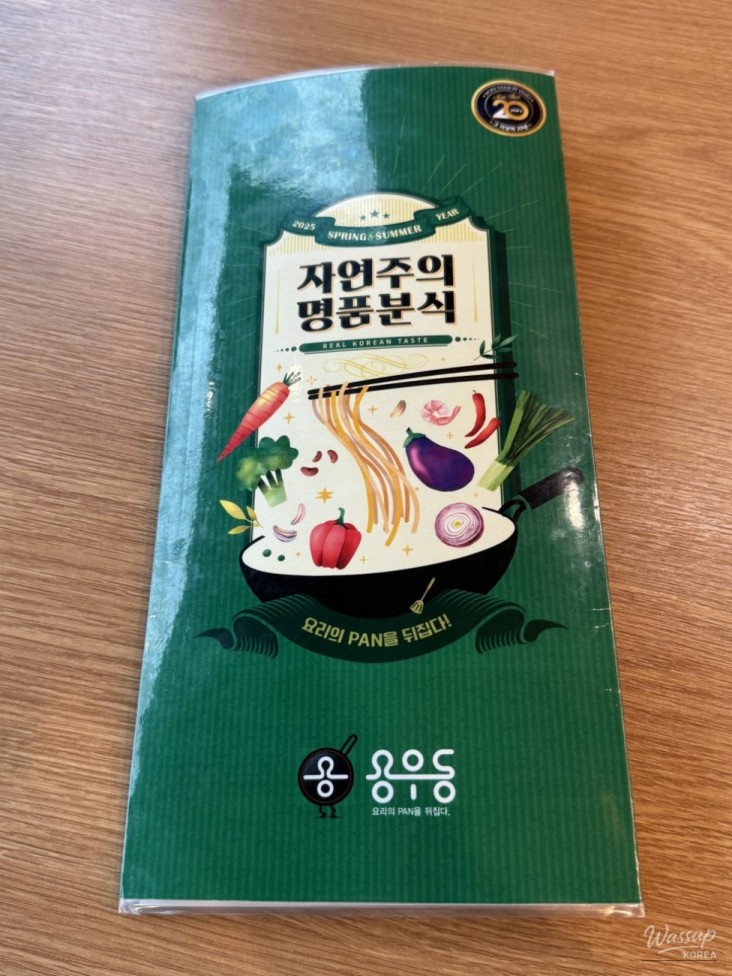 20
2025 SPRING & SUMMER YEAR
자연주의
명품분식
REAL KOREAN TASTE
요리의 PAN을 뒤집다!
용 용우동
요리의 PAN을 뒤집다.
Wassup
KOREA